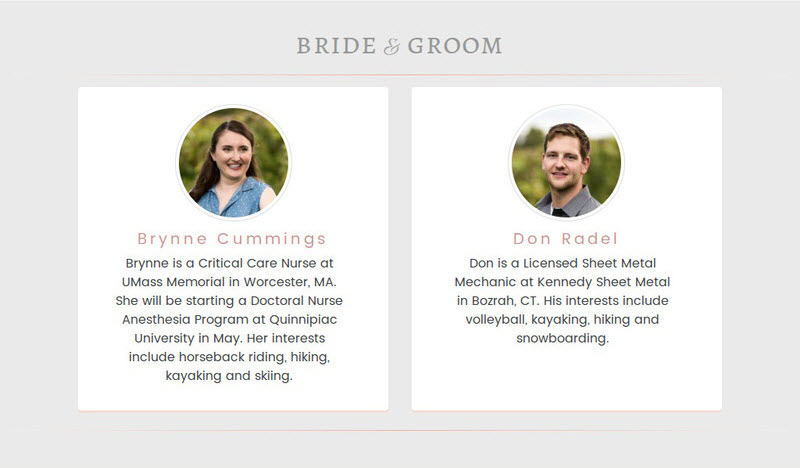 BRIDE & GROOM
Brynne Cummings
Brynne is a Critical Care Nurse at
UMass Memorial in Worcester, MA.
She will be starting a Doctoral Nurse
Anesthesia Program at Quinnipiac
University in May. Her interests
include horseback riding, hiking,
kayaking and skiing.
Don Radel
Don is a Licensed Sheet Metal
Mechanic at Kennedy Sheet Metal
in Bozrah, CT. His interests include
volleyball, kayaking, hiking and
snowboarding.